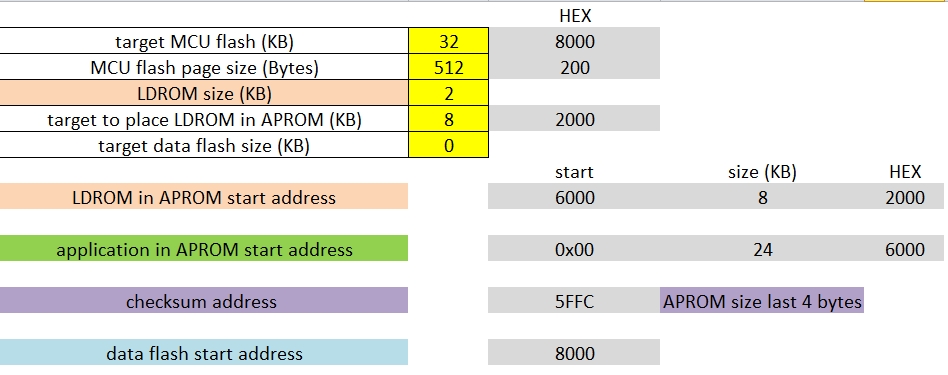 HEX
target MCU flash (KB) 32 8000
MCU flash page size (Bytes) 512 200
LDROM size (KB) 2
target to place LDROM in APROM (KB) 8 2000
target data flash size (KB) 0
start size (KB) HEX
LDROM in APROM start address 6000 8 2000
application in APROM start address 0x00 24 6000
checksum address 5FFC APROM size last 4 bytes
data flash start address 8000